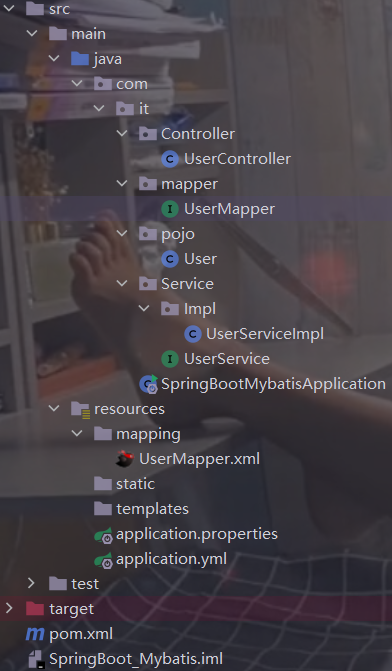 src
main
java
com
it
Controller
C UserController
mapper
I UserMapper
pojo
C User
Service
Impl
C UserServiceImpl
I UserService
C SpringBootMybatisApplication
resources
mapping
UserMapper.xml
static
templates
application.properties
application.yml
test
target
m pom.xml
SpringBoot_Mybatis.iml